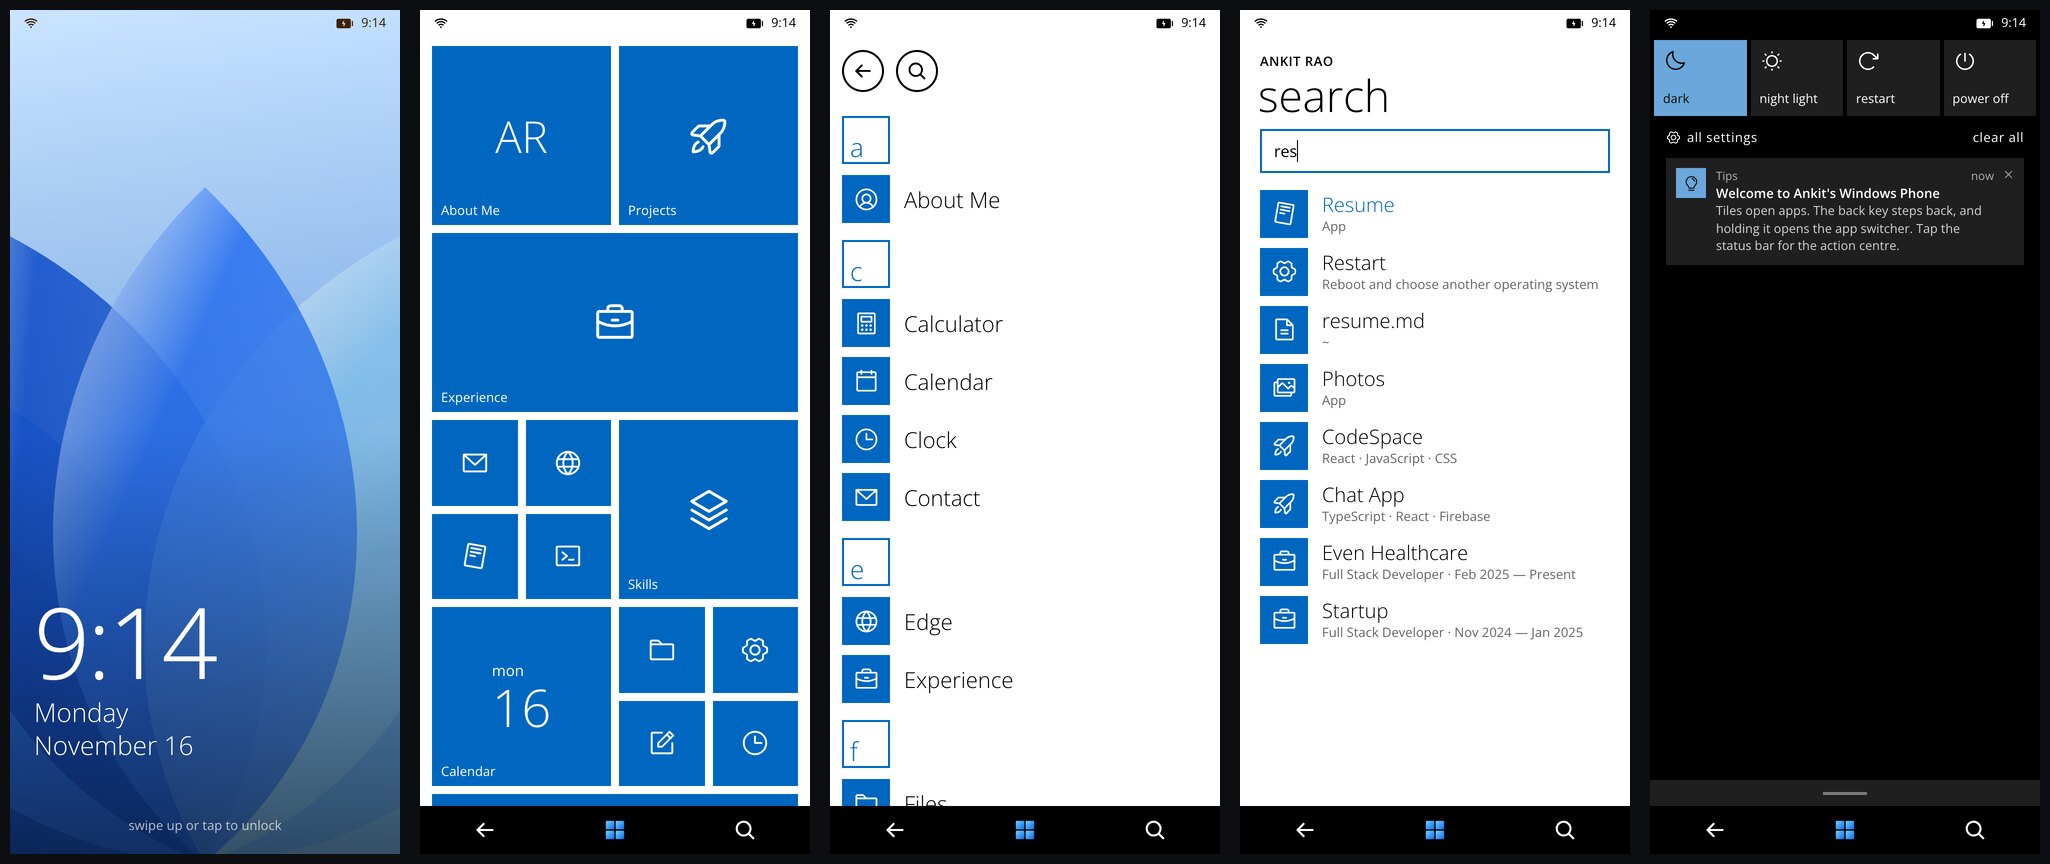 9:14
9:14
Monday
November 16
swipe up or tap to unlock
9:14
AR
About Me
Projects
Experience
Skills
mon
16
Calendar
9:14
a
About Me
c
Calculator
Calendar
Clock
Contact
e
Edge
Experience
f
Files
9:14
ANKIT RAO
search
res
Resume
App
Restart
Reboot and choose another operating system
resume.md
~
Photos
App
CodeSpace
React · JavaScript · CSS
Chat App
TypeScript · React · Firebase
Even Healthcare
Full Stack Developer · Feb 2025 — Present
Startup
Full Stack Developer · Nov 2024 — Jan 2025
9:14
dark
night light
restart
power off
all settings
clear all
Tips
now
Welcome to Ankit's Windows Phone
Tiles open apps. The back key steps back, and
holding it opens the app switcher. Tap the
status bar for the action centre.